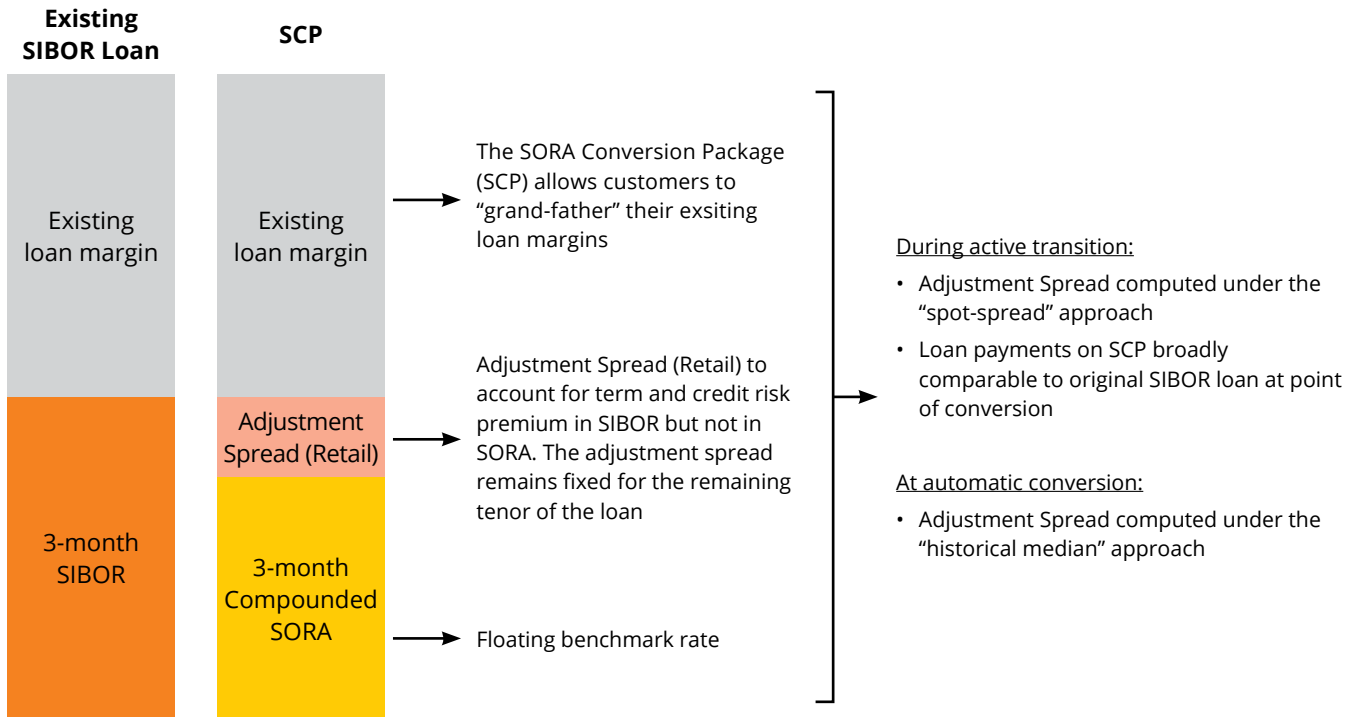 Existing
SIBOR Loan
SCP
Existing
loan margin
3-month
SIBOR
Existing
loan margin
Adjustment
Spread (Retail)
3-month
Compounded
SORA
The SORA Conversion Package
(SCP) allows customers to
“grand-father” their exsiting
loan margins
Adjustment Spread (Retail) to
account for term and credit risk
premium in SIBOR but not in
SORA. The adjustment spread
remains fixed for the remaining
tenor of the loan
Floating benchmark rate
During active transition:
• Adjustment Spread computed under the
“spot-spread” approach
• Loan payments on SCP broadly
comparable to original SIBOR loan at point
of conversion
At automatic conversion:
• Adjustment Spread computed under the
“historical median” approach